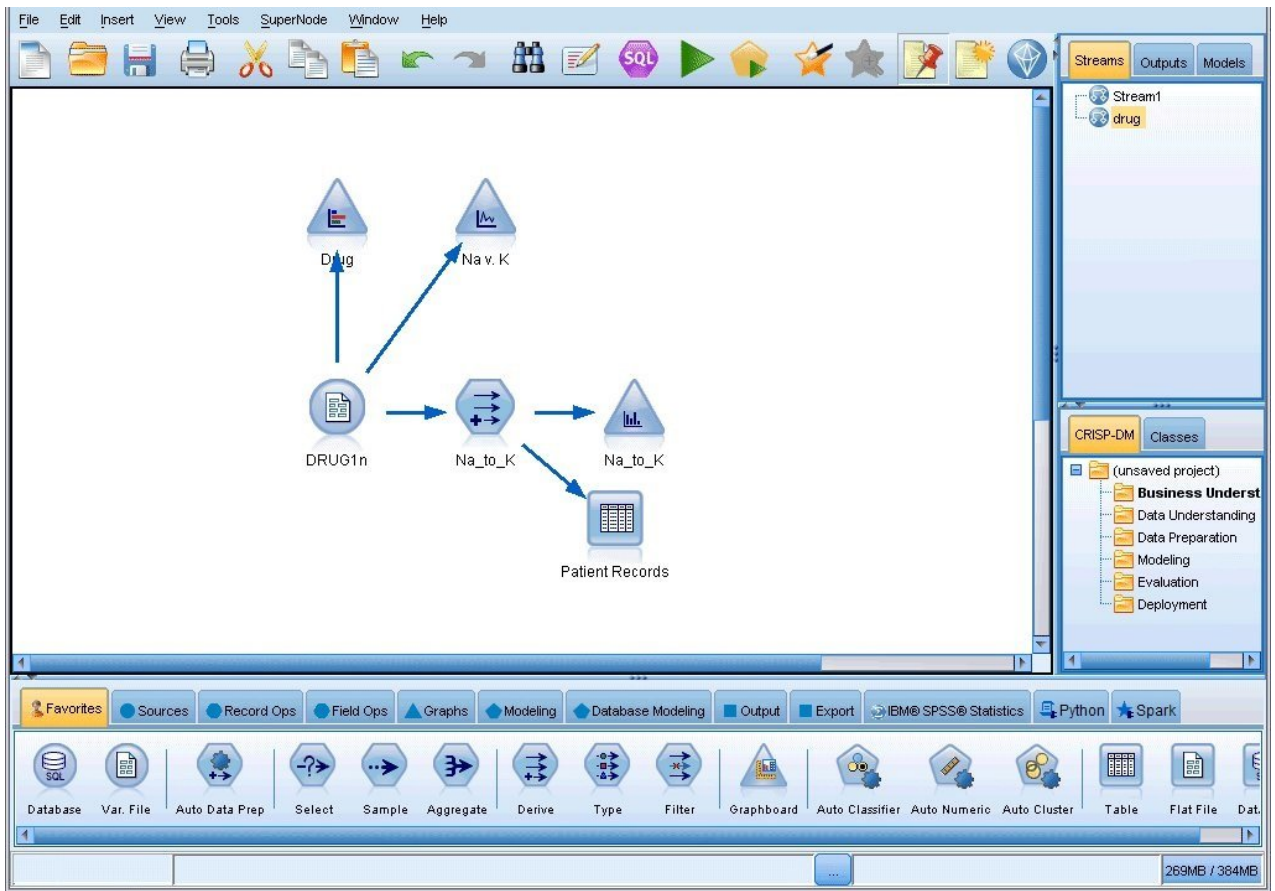 File Edit Insert View Tools SuperNode Window Help
SQL
Streams Outputs Models
Stream1
drug
Drug Na v. K
DRUG1n Na_to_K Na_to_K
Patient Records
CRISP-DM Classes
(unsaved project)
Business Underst
Data Understanding
Data Preparation
Modeling
Evaluation
Deployment
Favorites Sources Record Ops Field Ops Graphs Modeling Database Modeling Output Export IBM® SPSS® Statistics Python Spark
SQL
Database Var. File Auto Data Prep Select Sample Aggregate Derive Type Filter Graphboard Auto Classifier Auto Numeric Auto Cluster Table Flat File Dat
...
269MB / 384MB